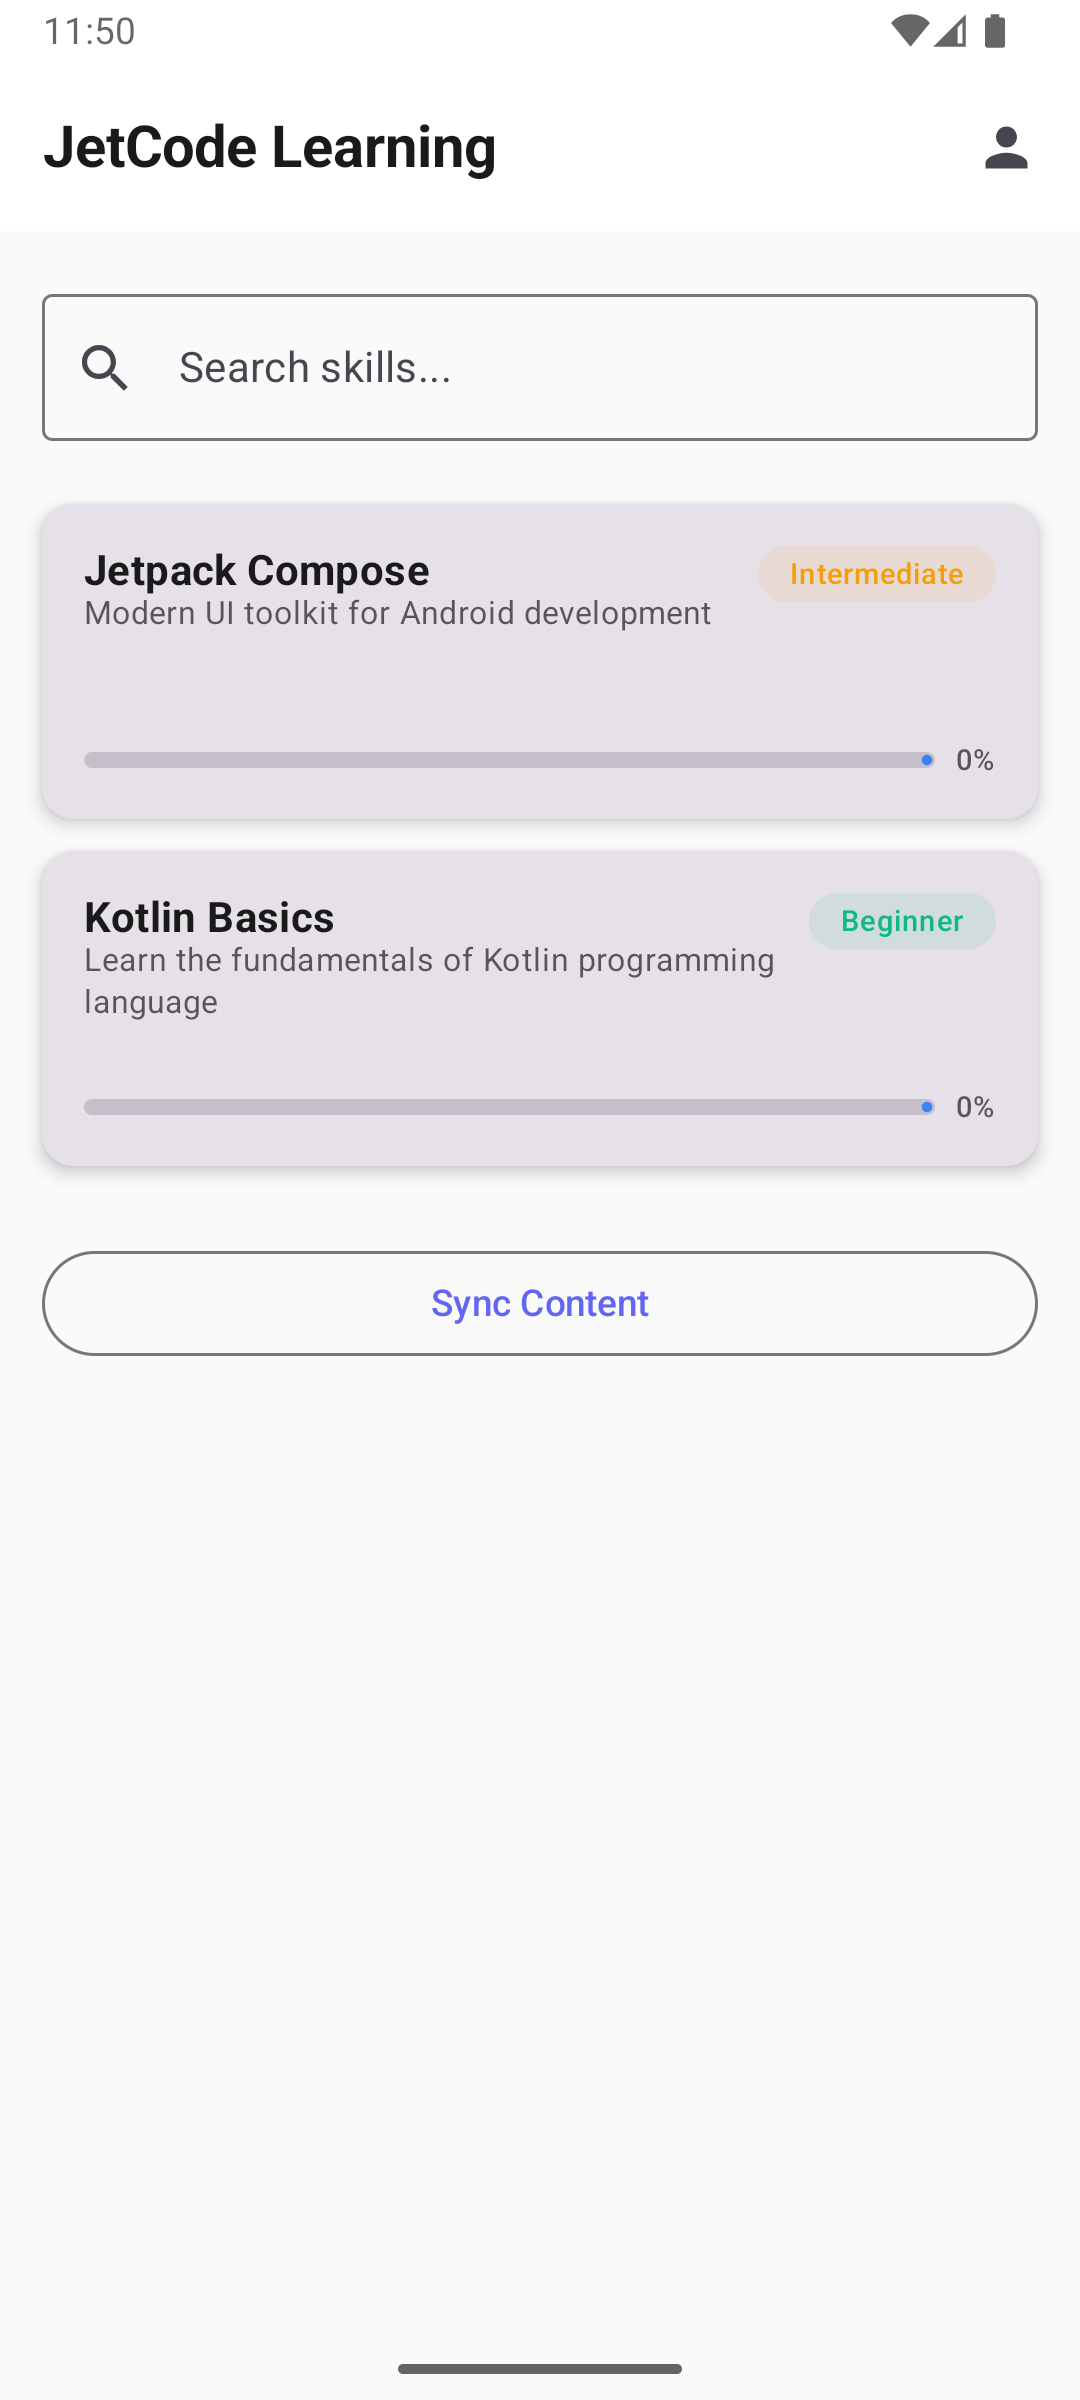 11:50
JetCode Learning
Search skills...
Jetpack Compose
Intermediate
Modern UI toolkit for Android development
0%
Kotlin Basics
Beginner
Learn the fundamentals of Kotlin programming
language
0%
Sync Content